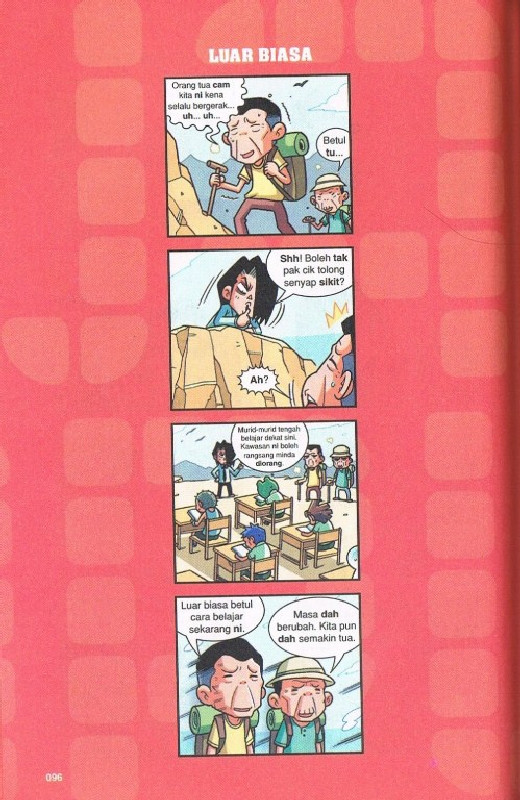 LUAR BIASA
Orang tua cam
kita ni kena
selalu bergerak...
uh... uh...
Betul
tu...
Shh! Boleh tak
pak cik tolong
senyap sikit?
Ah?
Murid-murid tengah
belajar dekat sini.
Kawasan ni boleh
rangsang minda
diorang.
Luar biasa betul
cara belajar
sekarang ni.
Masa dah
berubah. Kita pun
dah semakin tua.
096